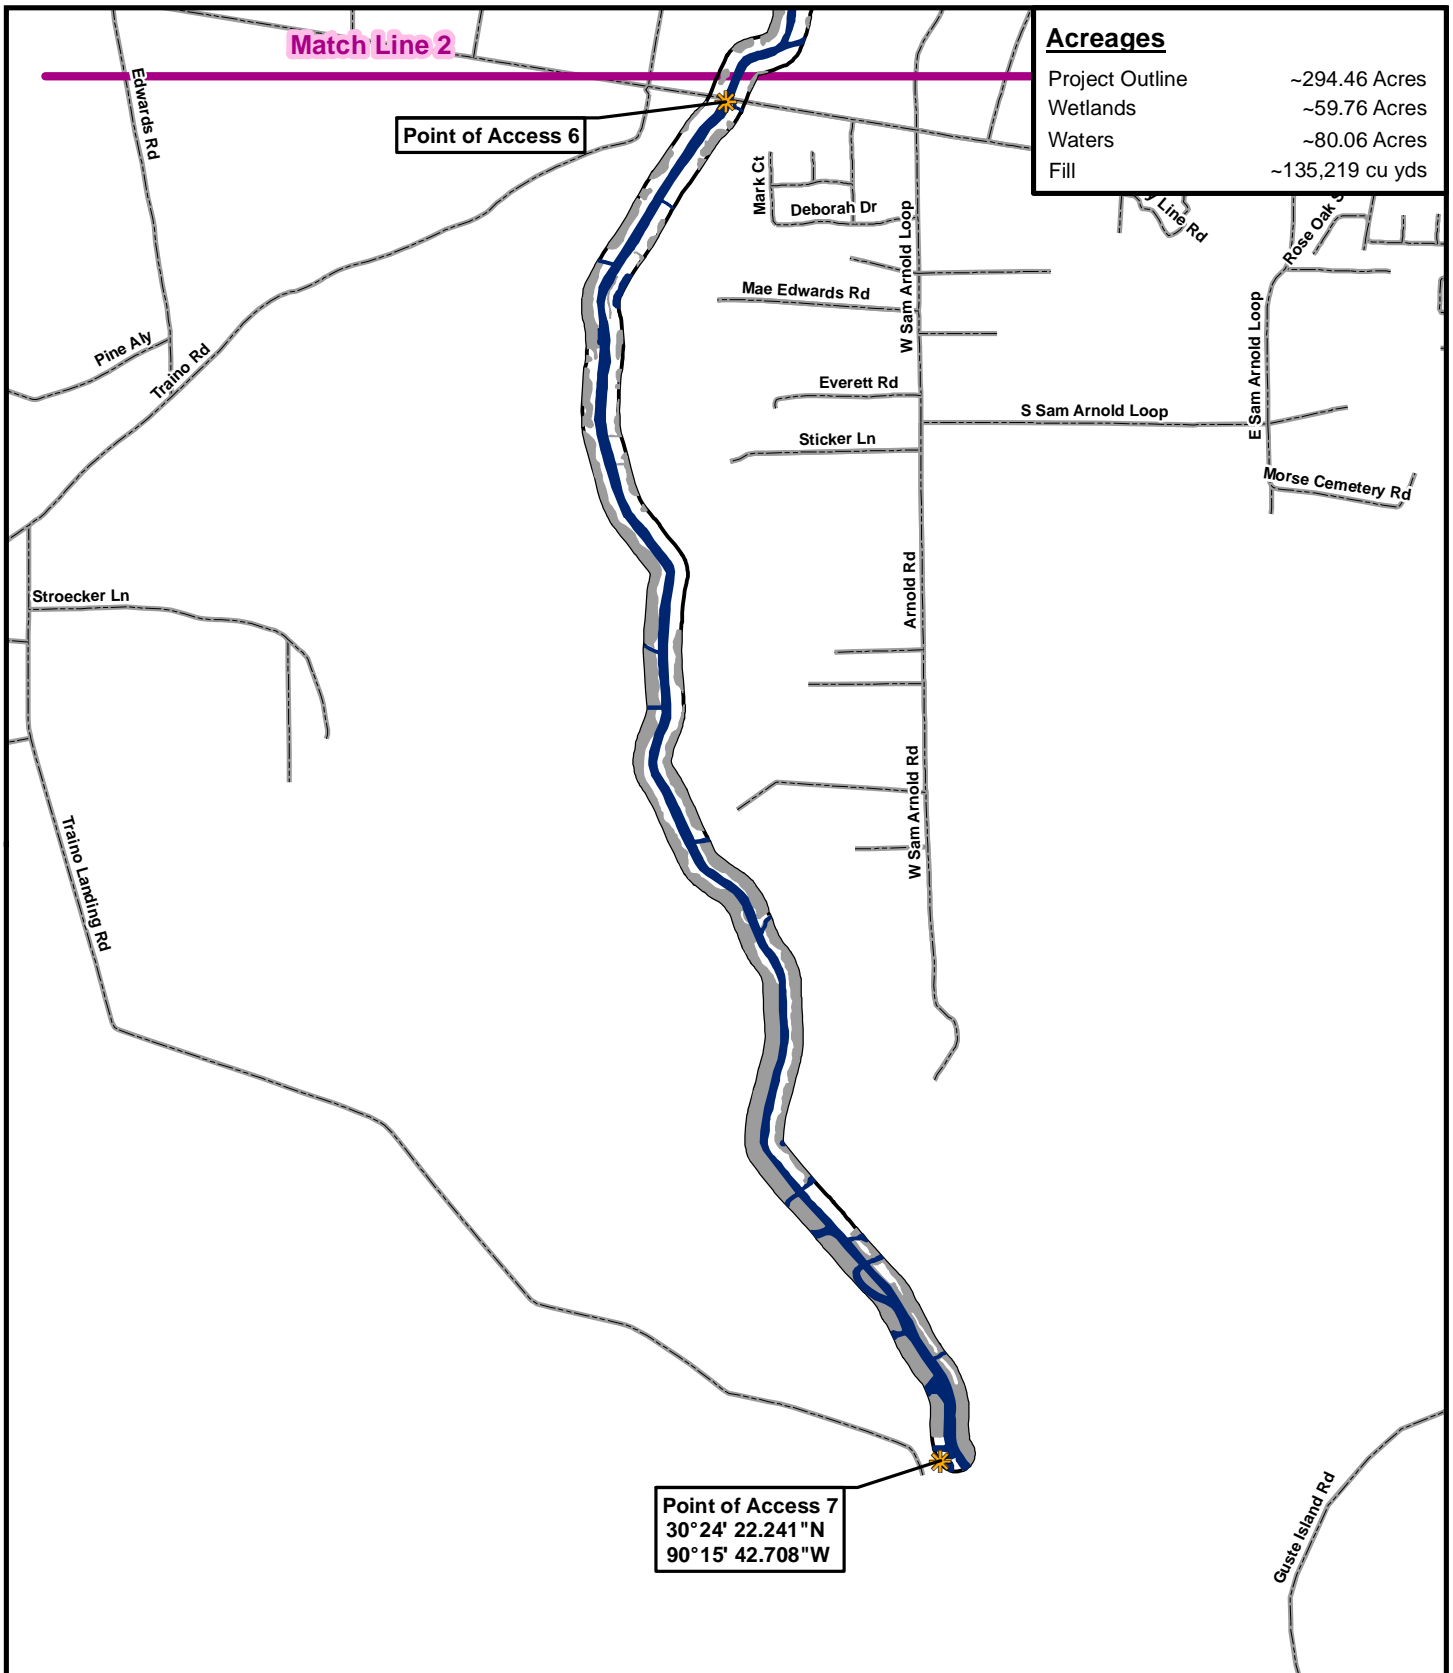 Match Line 2
Acreages
Project Outline ~294.46 Acres
Wetlands ~59.76 Acres
Waters ~80.06 Acres
Fill ~135,219 cu yds
Edwards Rd
Point of Access 6
Mark Ct
Deborah Dr
W Sam Arnold Loop
Line Rd
Rose Oak
Mae Edwards Rd
Pine Aly
Traino Rd
Everett Rd
S Sam Arnold Loop
E Sam Arnold Loop
Sticker Ln
Morse Cemetery Rd
Stroecker Ln
Arnold Rd
W Sam Arnold Rd
Traino Landing Rd
Point of Access 7
30°24' 22.241"N
90°15' 42.708"W
Guste Island Rd